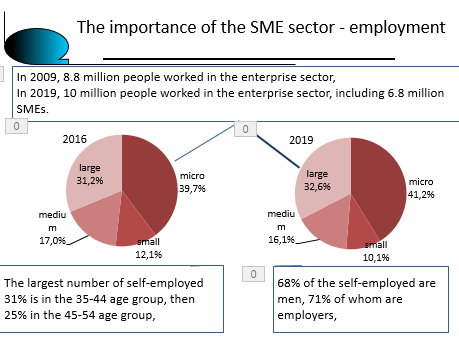 The importance of the SME sector - employment
In 2009, 8.8 million people worked in the enterprise sector,
In 2019, 10 million people worked in the enterprise sector, including 6.8 million
SMEs.
0
0
2016
large
31,2%
micro
39,7%
mediu
m
17,0%
small
12,1%
2019
large
32,6%
micro
41,2%
mediu
m
16,1%
small
10,1%
The largest number of self-employed
31% is in the 35-44 age group, then
25% in the 45-54 age group,
0
68% of the self-employed are
men, 71% of whom are
employers,